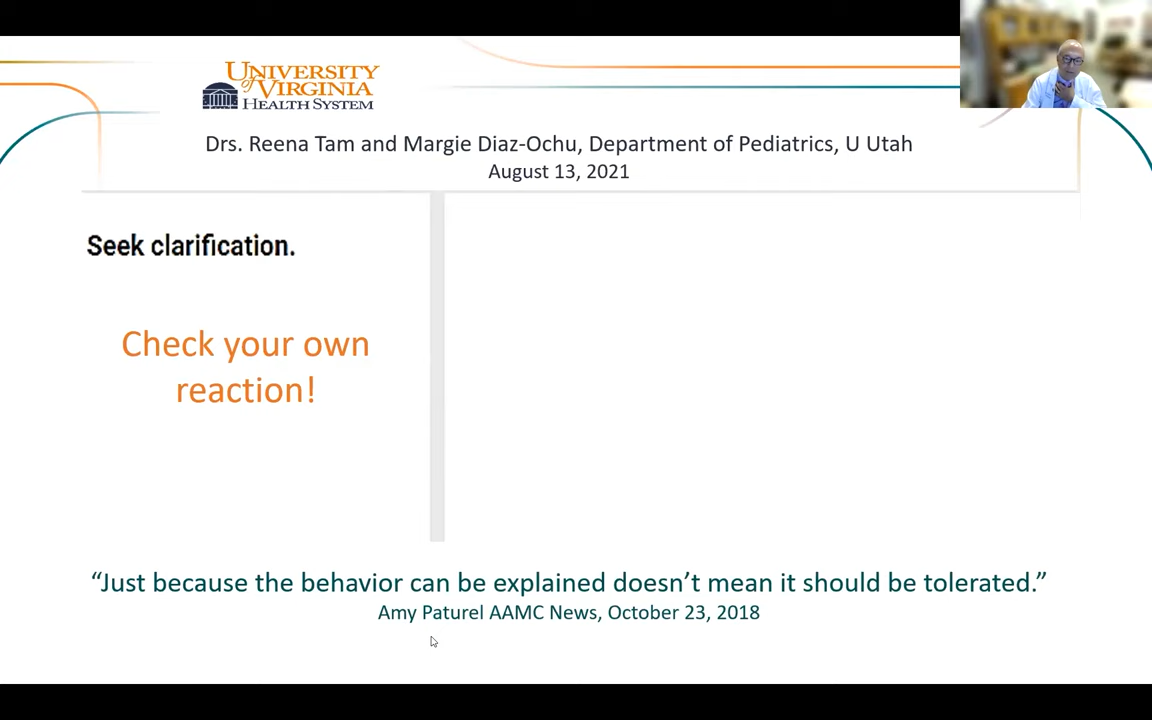 UNIVERSITY
of VIRGINIA
HEALTH SYSTEM
Drs. Reena Tam and Margie Diaz-Ochu, Department of Pediatrics, U Utah
August 13, 2021
Seek clarification.
Check your own
reaction!
“Just because the behavior can be explained doesn’t mean it should be tolerated.”
Amy Paturel AAMC News, October 23, 2018